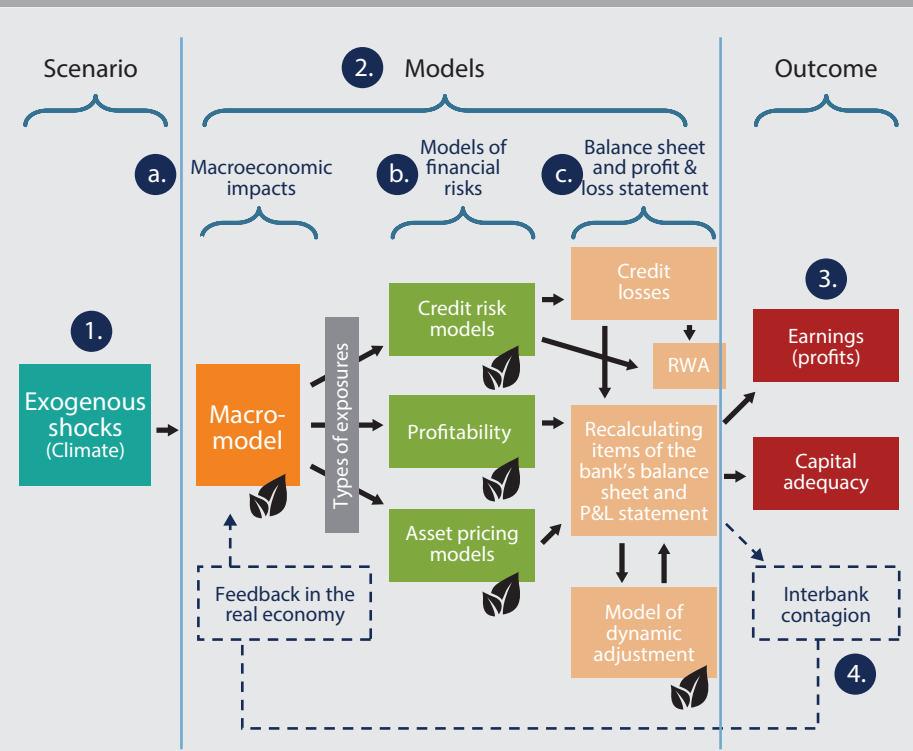 Scenario
2. Models
Outcome
a.
Macroeconomic
impacts
b.
Models of
financial
risks
c.
Balance sheet
and profit &
loss statement
1.
Exogenous
shocks
(Climate)
Macro-
model
Types of exposures
Credit risk
models
Profitability
Asset pricing
models
Credit
losses
RWA
Recalculating
items of the
bank's balance
sheet and
P&L statement
Model of
dynamic
adjustment
3.
Earnings
(profits)
Capital
adequacy
Feedback in the
real economy
Interbank
contagion
4.